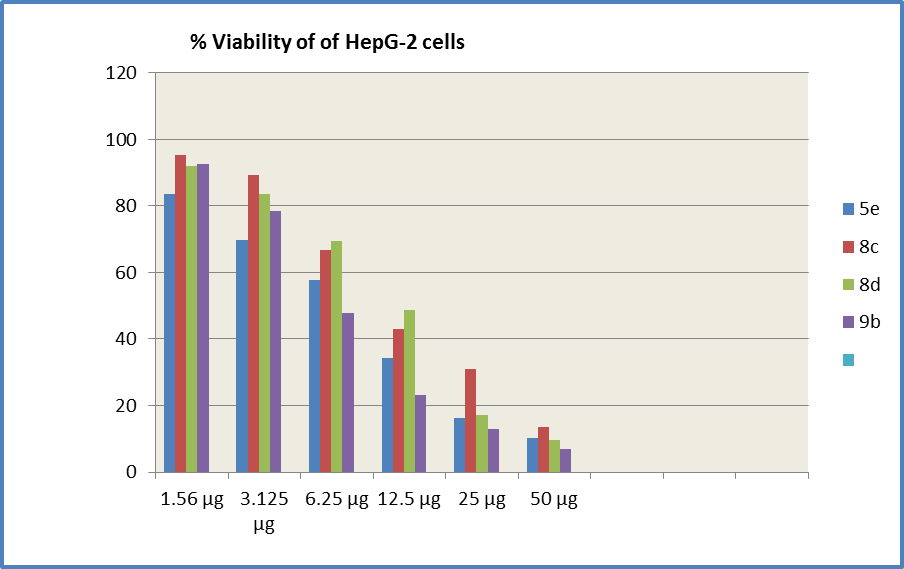 % Viability of of HepG-2 cells
120
100
80
60
40
20
0
1.56 µg
3.125
µg
6.25 µg
12.5 µg
25 µg
50 µg
5e
8c
8d
9b